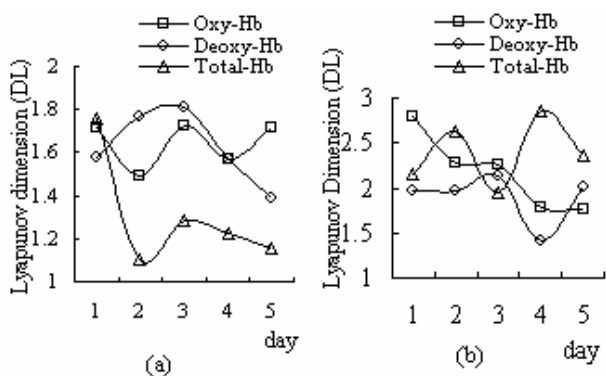 Oxy-Hb
Deoxy-Hb
Total-Hb
Lyapunov dimension (DL)
2
1.8
1.6
1.4
1.2
1
1 2 3 4 5
day
(a)
Oxy-Hb
Deoxy-Hb
Total-Hb
Lyapunov Dimension (DL)
3
2.5
2
1.5
1
1 2 3 4 5
day
(b)